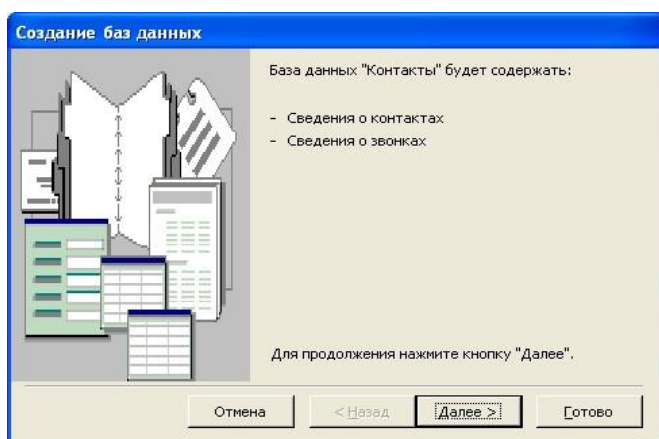 Создание баз данных
База данных "Контакты" будет содержать:
- Сведения о контактах
- Сведения о звонках
Для продолжения нажмите кнопку "Далее".
Отмена
< Назад
Далее >
Готово